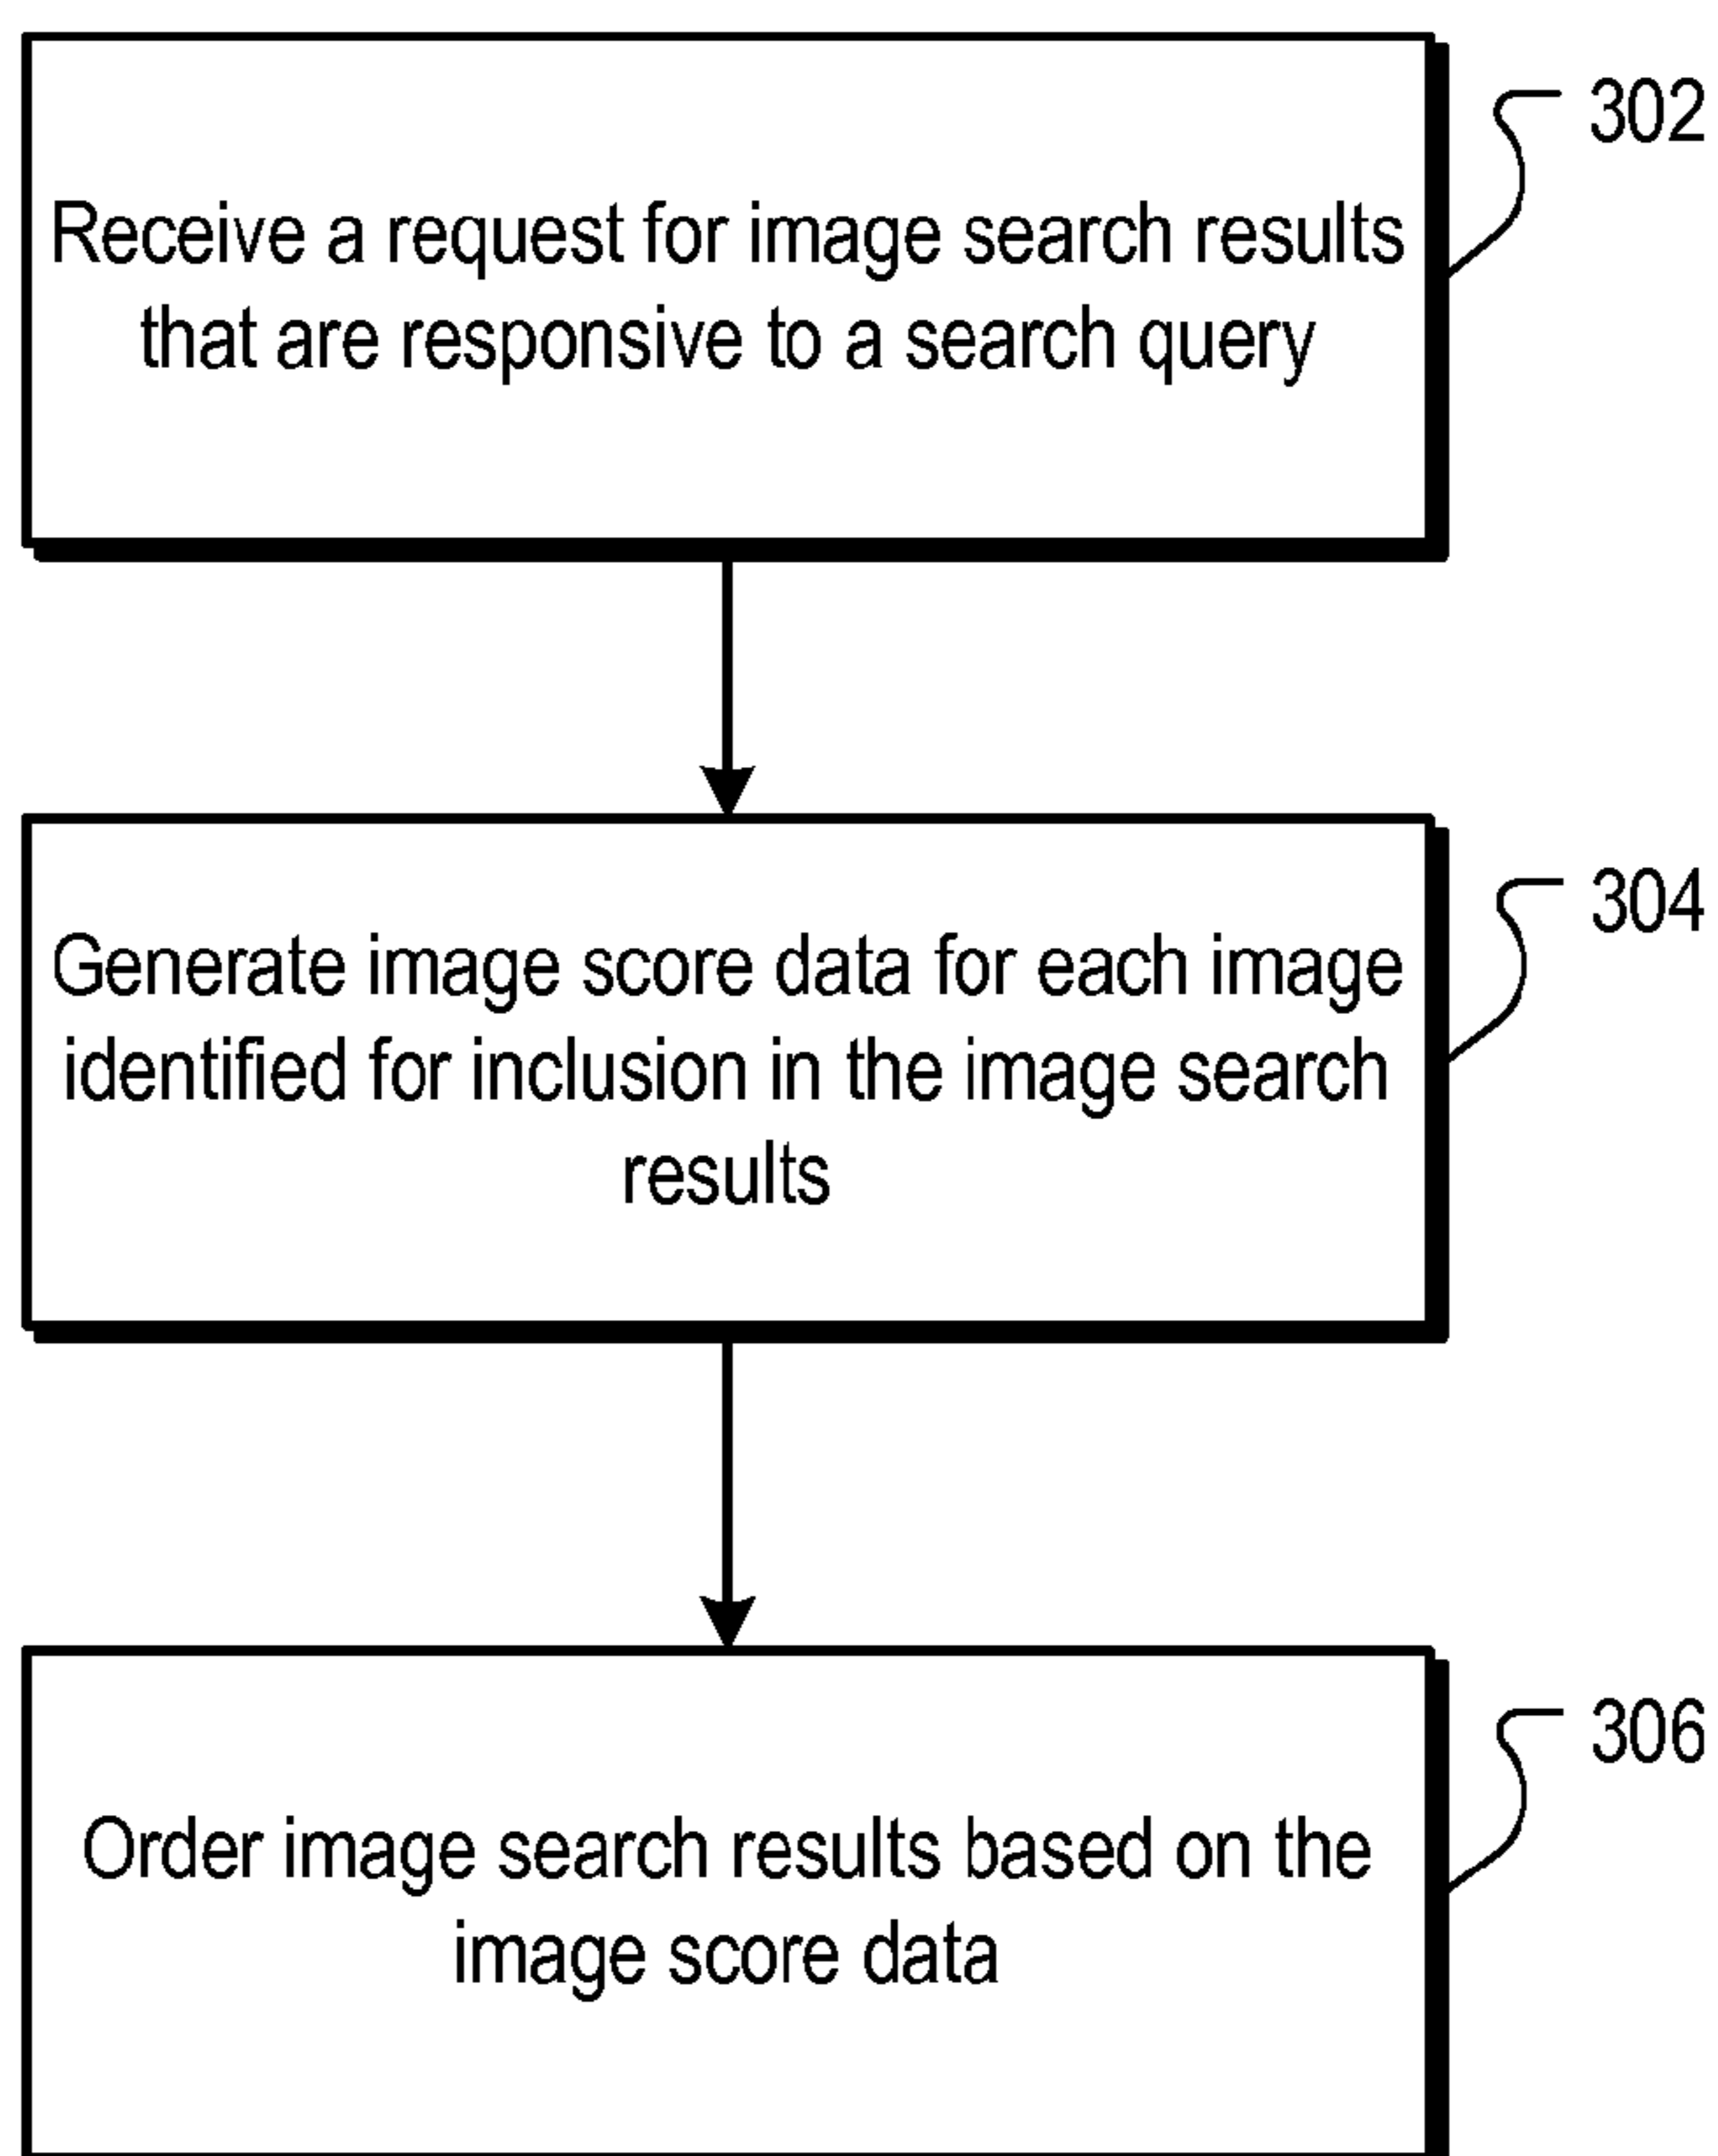 302
Receive a request for image search results
that are responsive to a search query
304
Generate image score data for each image
identified for inclusion in the image search
results
306
Order image search results based on the
image score data